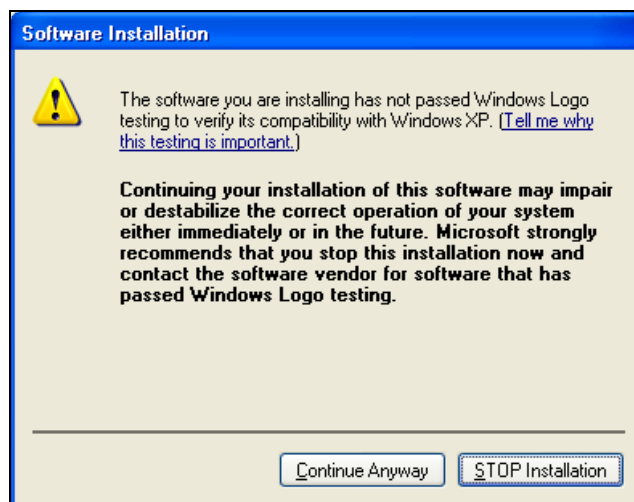 Software Installation
The software you are installing has not passed Windows Logo
testing to verify its compatibility with Windows XP. (Tell me why
this testing is important.)
Continuing your installation of this software may impair
or destabilize the correct operation of your system
either immediately or in the future. Microsoft strongly
recommends that you stop this installation now and
contact the software vendor for software that has
passed Windows Logo testing.
Continue Anyway
STOP Installation